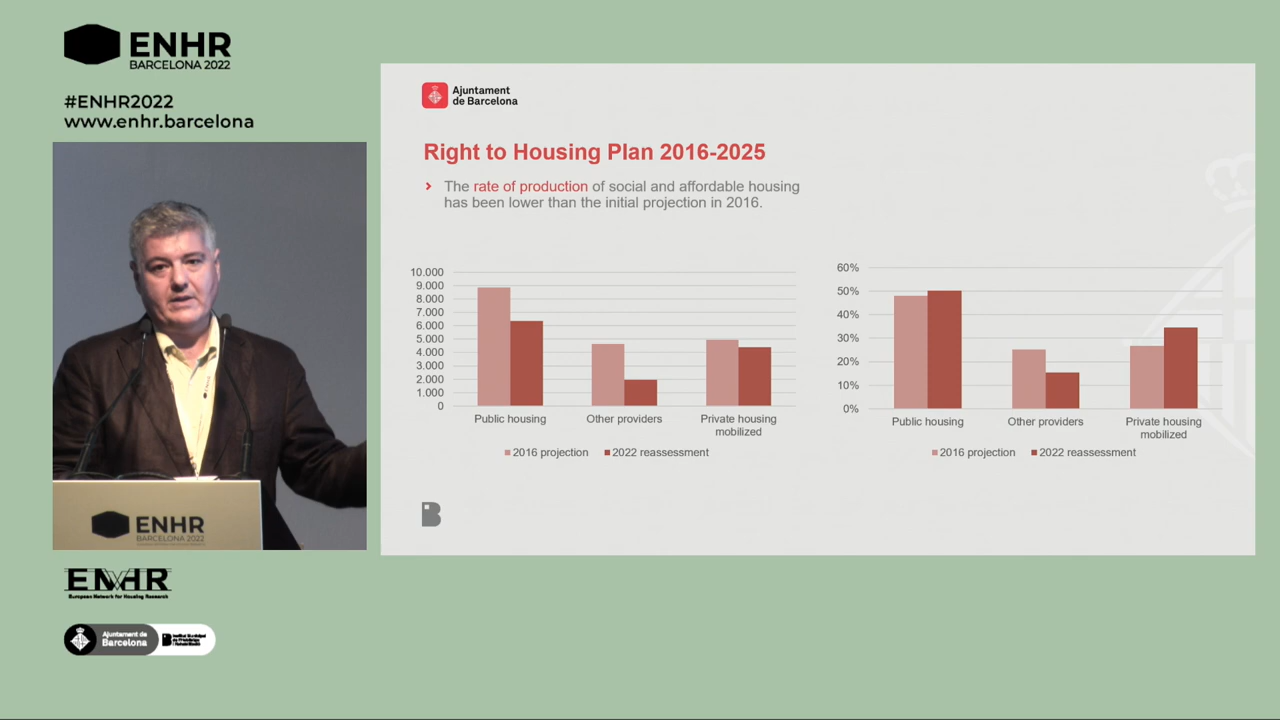 ENHR
BARCELONA 2022
#ENHR2022
www.enhr.barcelona
Ajuntament
de Barcelona
Right to Housing Plan 2016-2025
The rate of production of social and affordable housing
has been lower than the initial projection in 2016.
10.000
9.000
8.000
7.000
6.000
5.000
4.000
3.000
2.000
1.000
0
Public housing
Other providers
Private housing
mobilized
2016 projection
2022 reassessment
60%
50%
40%
30%
20%
10%
0%
Public housing
Other providers
Private housing
mobilized
2016 projection
2022 reassessment
B
ENHR
BARCELONA 2022
ENHR
European Network for Housing Research
Ajuntament de
Barcelona